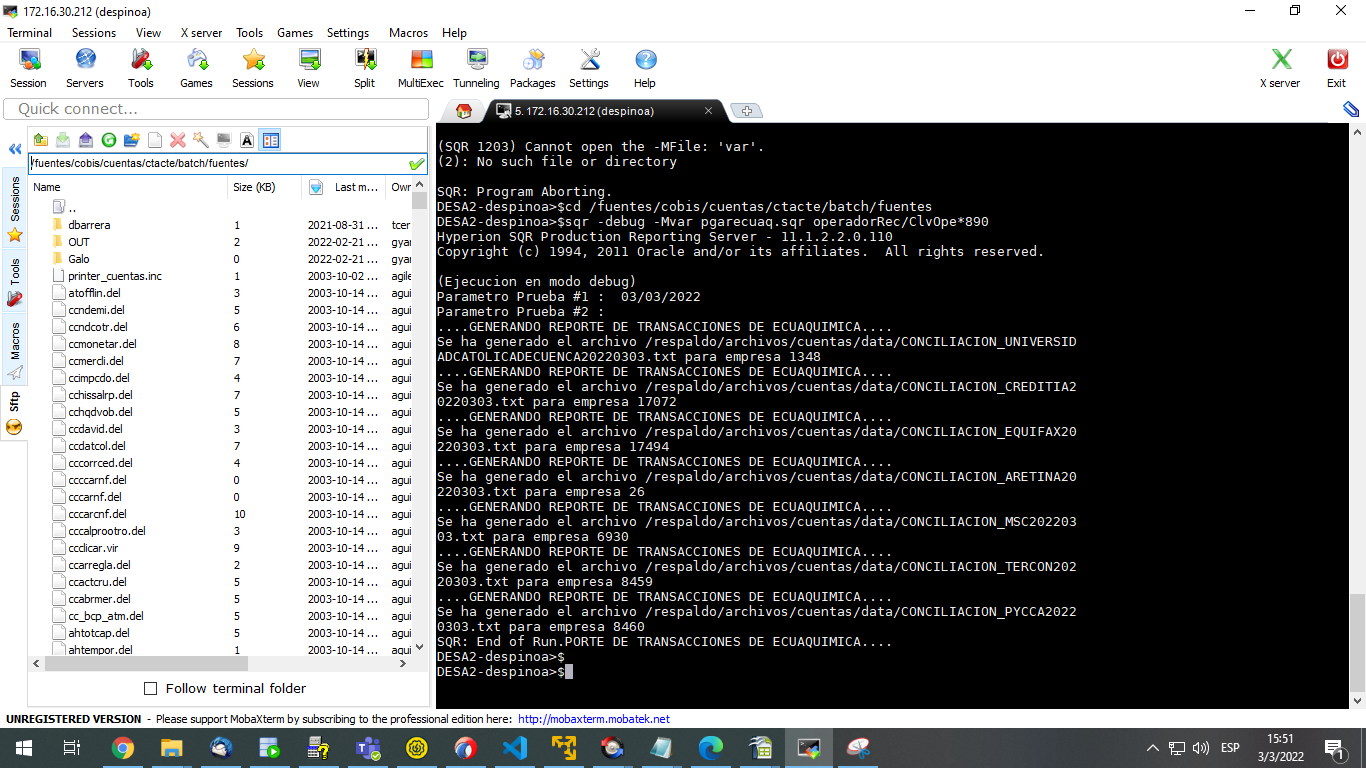 172.16.30.212 (despinoa)
Terminal Sessions View X server Tools Games Settings Macros Help
Session Servers Tools Games Sessions View Split MultiExec Tunneling Packages Settings Help X server Exit
Quick connect...
5. 172.16.30.212 (despinoa)
/fuentes/cobis/cuentas/ctacte/batch/fuentes/
Name Size (KB) Last m... Owr
..
dbarrera 1 2021-08-31 ... tcer
OUT 2 2022-02-21 ... gyar
Galo 0 2022-02-21 ... gyar
printer_cuentas.inc 1 2003-10-02 ... agile
atofflin.del 3 2003-10-14 ... agui
ccndemi.del 5 2003-10-14 ... agui
ccndcotr.del 6 2003-10-14 ... agui
ccmonetar.del 8 2003-10-14 ... agui
ccmercli.del 7 2003-10-14 ... agui
ccimpcdo.del 4 2003-10-14 ... agui
cchissalrp.del 7 2003-10-14 ... agui
cchqdvob.del 5 2003-10-14 ... agui
ccdavid.del 3 2003-10-14 ... agui
ccdatcol.del 7 2003-10-14 ... agui
cccorrced.del 4 2003-10-14 ... agui
ccccarnf.del 0 2003-10-14 ... agui
cccarnf.del 0 2003-10-14 ... agui
cccarcnf.del 10 2003-10-14 ... agui
cccalprootro.del 3 2003-10-14 ... agui
ccclicar.vir 9 2003-10-14 ... agui
ccarregla.del 2 2003-10-14 ... agui
ccactcru.del 5 2003-10-14 ... agui
ccabrmer.del 5 2003-10-14 ... agui
cc_bcp_atm.del 5 2003-10-14 ... agui
ahtotcap.del 5 2003-10-14 ... agui
ahtempor.del 1 2003-10-14 ... agui
Follow terminal folder
Sessions
Tools
Macros
Sftp
(SQR 1203) Cannot open the -MFile: 'var'.
(2): No such file or directory
SQR: Program Aborting.
DESA2-despinoa>$cd /fuentes/cobis/cuentas/ctacte/batch/fuentes
DESA2-despinoa>$sqr -debug -Mvar pgarecuaq.sqr operadorRec/ClvOpe*890
Hyperion SQR Production Reporting Server - 11.1.2.2.0.110
Copyright (c) 1994, 2011 Oracle and/or its affiliates.  All rights reserved.
(Ejecucion en modo debug)
Parametro Prueba #1 :  03/03/2022
Parametro Prueba #2 :
....GENERANDO REPORTE DE TRANSACCIONES DE ECUAQUIMICA....
Se ha generado el archivo /respaldo/archivos/cuentas/data/CONCILIACION_UNIVERSID
ADCATOLICADECUENCA20220303.txt para empresa 1348
....GENERANDO REPORTE DE TRANSACCIONES DE ECUAQUIMICA....
Se ha generado el archivo /respaldo/archivos/cuentas/data/CONCILIACION_CREDITIA2
0220303.txt para empresa 17072
....GENERANDO REPORTE DE TRANSACCIONES DE ECUAQUIMICA....
Se ha generado el archivo /respaldo/archivos/cuentas/data/CONCILIACION_EQUIFAX20
220303.txt para empresa 17494
....GENERANDO REPORTE DE TRANSACCIONES DE ECUAQUIMICA....
Se ha generado el archivo /respaldo/archivos/cuentas/data/CONCILIACION_ARETINA20
220303.txt para empresa 26
....GENERANDO REPORTE DE TRANSACCIONES DE ECUAQUIMICA....
Se ha generado el archivo /respaldo/archivos/cuentas/data/CONCILIACION_MSC202203
03.txt para empresa 6930
....GENERANDO REPORTE DE TRANSACCIONES DE ECUAQUIMICA....
Se ha generado el archivo /respaldo/archivos/cuentas/data/CONCILIACION_TERCON202
20303.txt para empresa 8459
....GENERANDO REPORTE DE TRANSACCIONES DE ECUAQUIMICA....
Se ha generado el archivo /respaldo/archivos/cuentas/data/CONCILIACION_PYCCA2022
0303.txt para empresa 8460
SQR: End of Run.PORTE DE TRANSACCIONES DE ECUAQUIMICA....
DESA2-despinoa>$
DESA2-despinoa>$
UNREGISTERED VERSION - Please support MobaXterm by subscribing to the professional edition here: http://mobaxterm.mobatek.net
ESP
15:51
3/3/2022
1